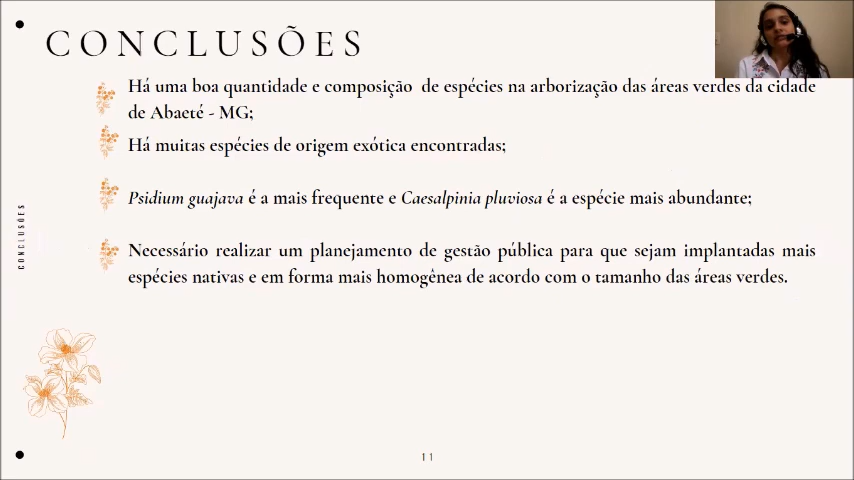 CONCLUSÕES
Há uma boa quantidade e composição de espécies na arborização das áreas verdes da cidade
de Abaeté - MG;
Há muitas espécies de origem exótica encontradas;
Psidium guajava é a mais frequente e Caesalpinia pluviosa é a espécie mais abundante;
Necessário realizar um planejamento de gestão pública para que sejam implantadas mais
espécies nativas e em forma mais homogênea de acordo com o tamanho das áreas verdes.
CONCLUSÕES
11